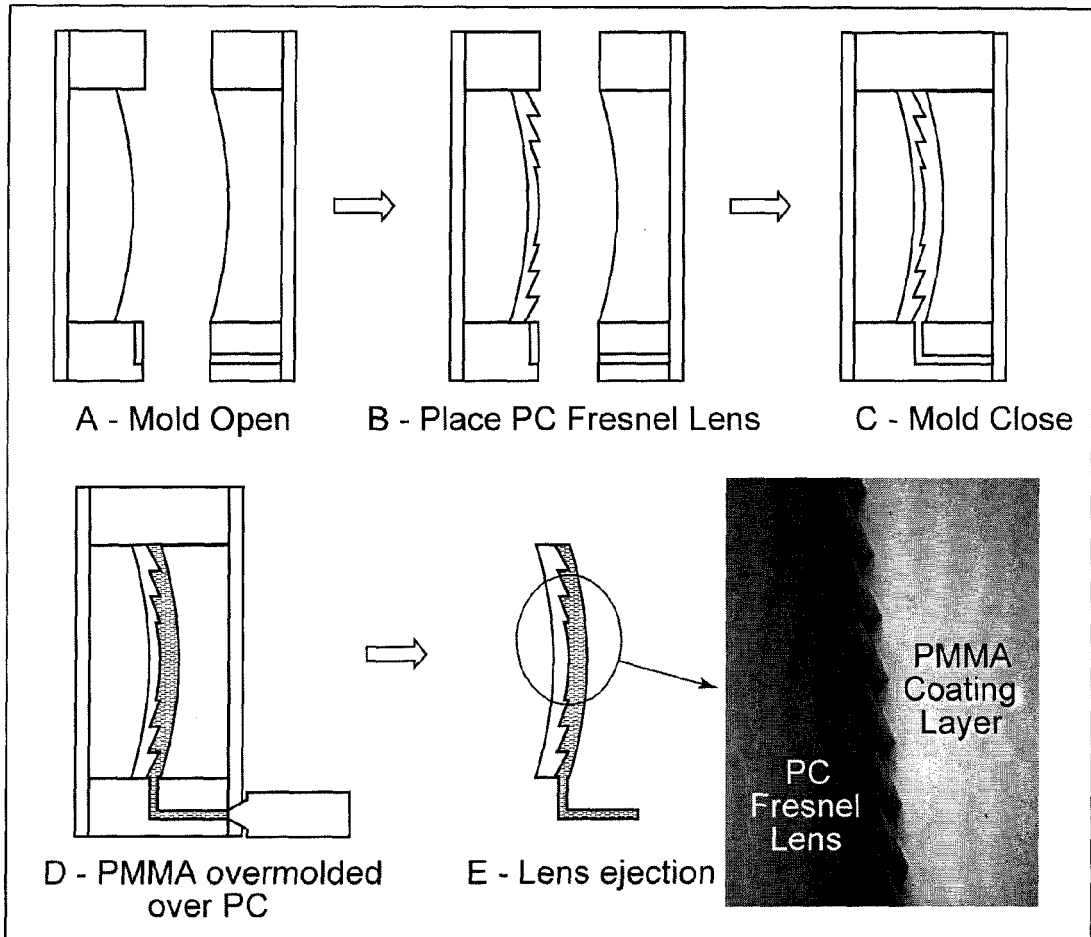 A - Mold Open
B - Place PC Fresnel Lens
C - Mold Close
D - PMMA overmolded
over PC
E - Lens ejection
PMMA
Coating
Layer
PC
Fresnel
Lens